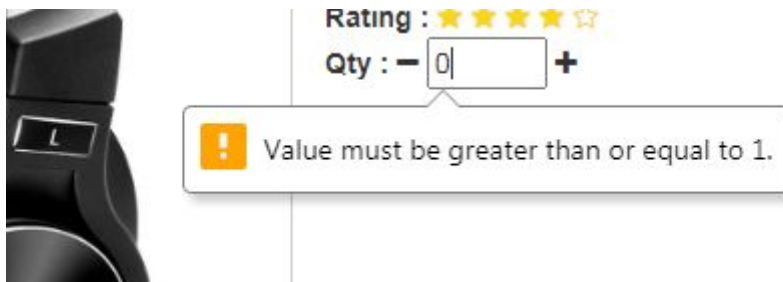 Rating :
Qty : 0
Value must be greater than or equal to 1.
L